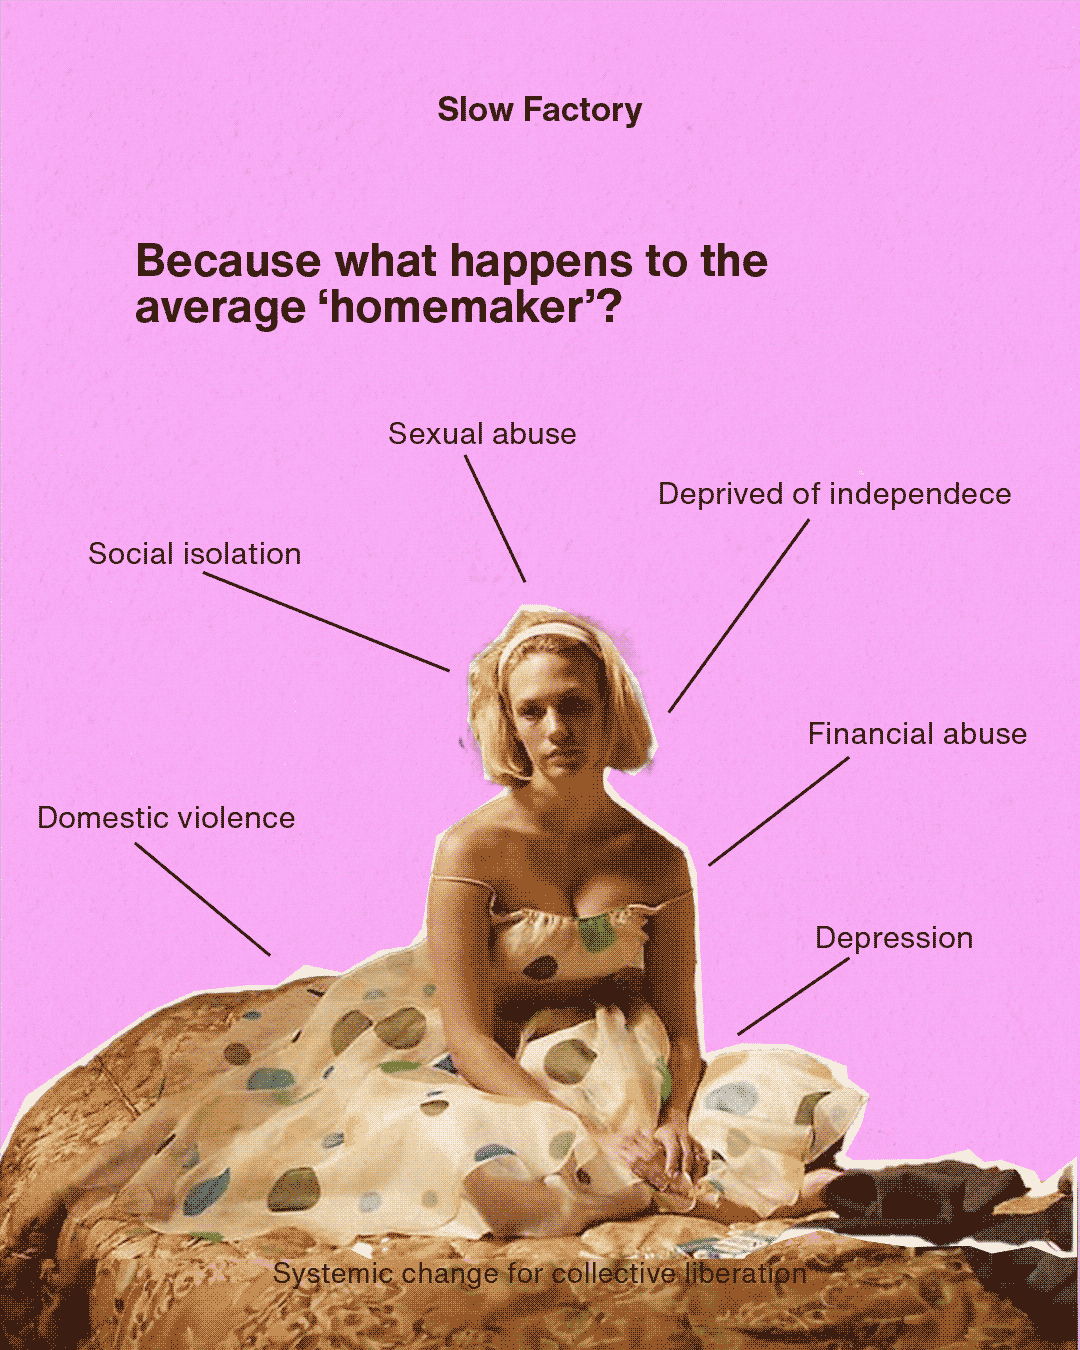 Slow Factory
Because what happens to the
average ‘homemaker’?
Sexual abuse
Deprived of independece
Social isolation
Financial abuse
Domestic violence
Depression
Systemic change for collective liberation